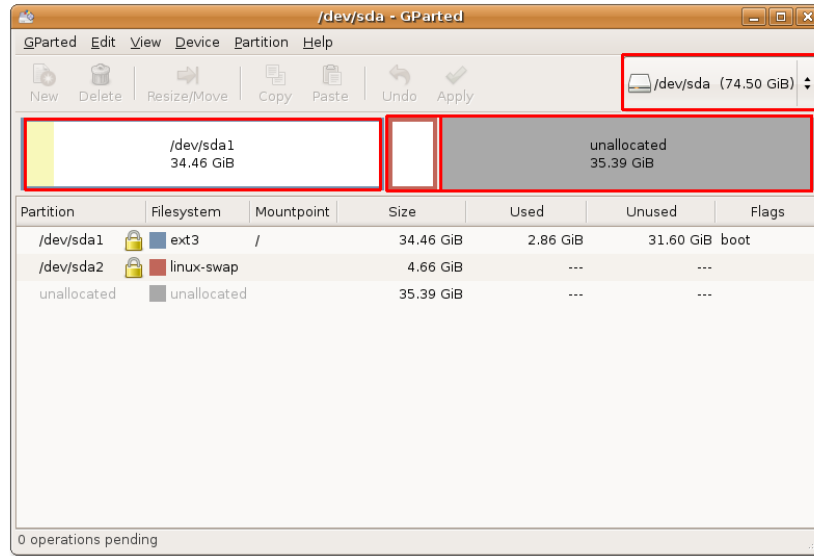 /dev/sda - GParted
GParted Edit View Device Partition Help
New Delete Resize/Move Copy Paste Undo Apply /dev/sda (74.50 GiB)
/dev/sda1
34.46 GiB
unallocated
35.39 GiB
Partition Filesystem Mountpoint Size Used Unused Flags
/dev/sda1 ext3 / 34.46 GiB 2.86 GiB 31.60 GiB boot
/dev/sda2 linux-swap 4.66 GiB --- ---
unallocated unallocated 35.39 GiB --- ---
0 operations pending